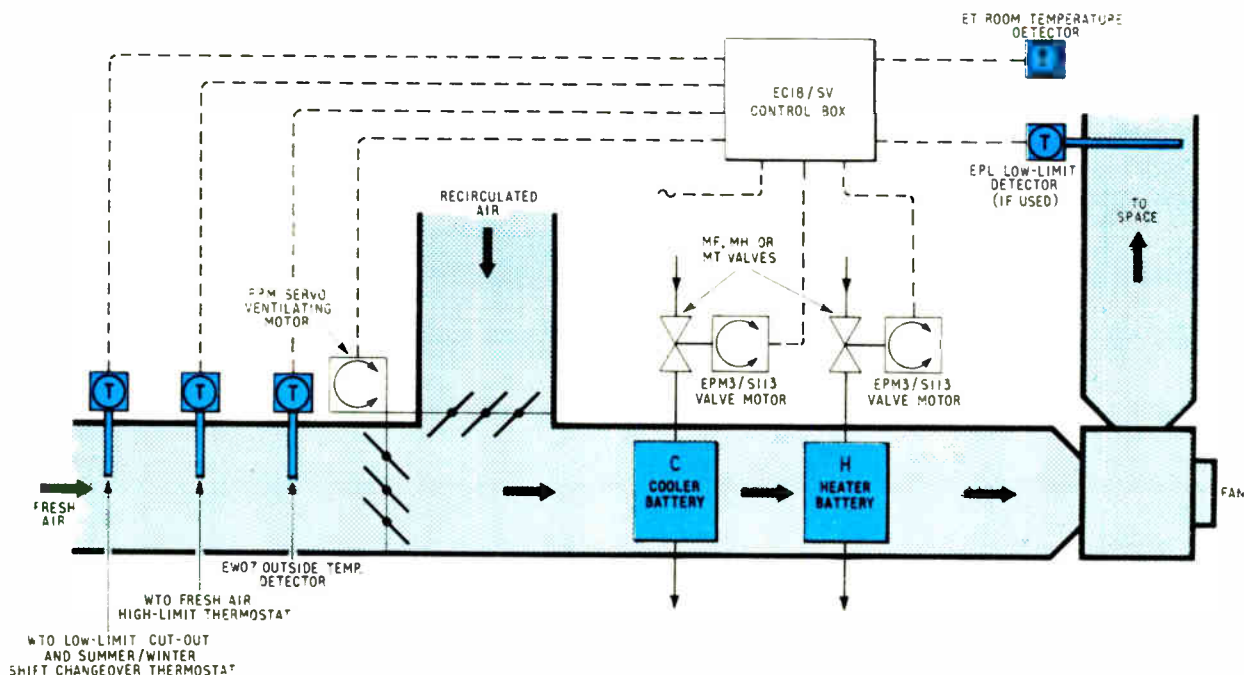 ET ROOM TEMPERATURE
DETECTOR
EC18/SV
CONTROL BOX
T
EPL LOW-LIMIT
DETECTOR
(IF USED)
TO
SPACE
RECIRCULATED
AIR
MF, MH OR
MT VALVES
SERVO
VENTILATING
MOTOR
T
T
T
EPM3/S113
VALVE MOTOR
EPM3/S113
VALVE MOTOR
C
COOLER
BATTERY
H
HEATER
BATTERY
FRESH
AIR
FAN
EW07 OUTSIDE TEMP.
DETECTOR
WTO FRESH AIR
HIGH-LIMIT THERMOSTAT
WTO LOW-LIMIT CUT-OUT
AND SUMMER/WINTER
SHIFT CHANGEOVER THERMOSTAT